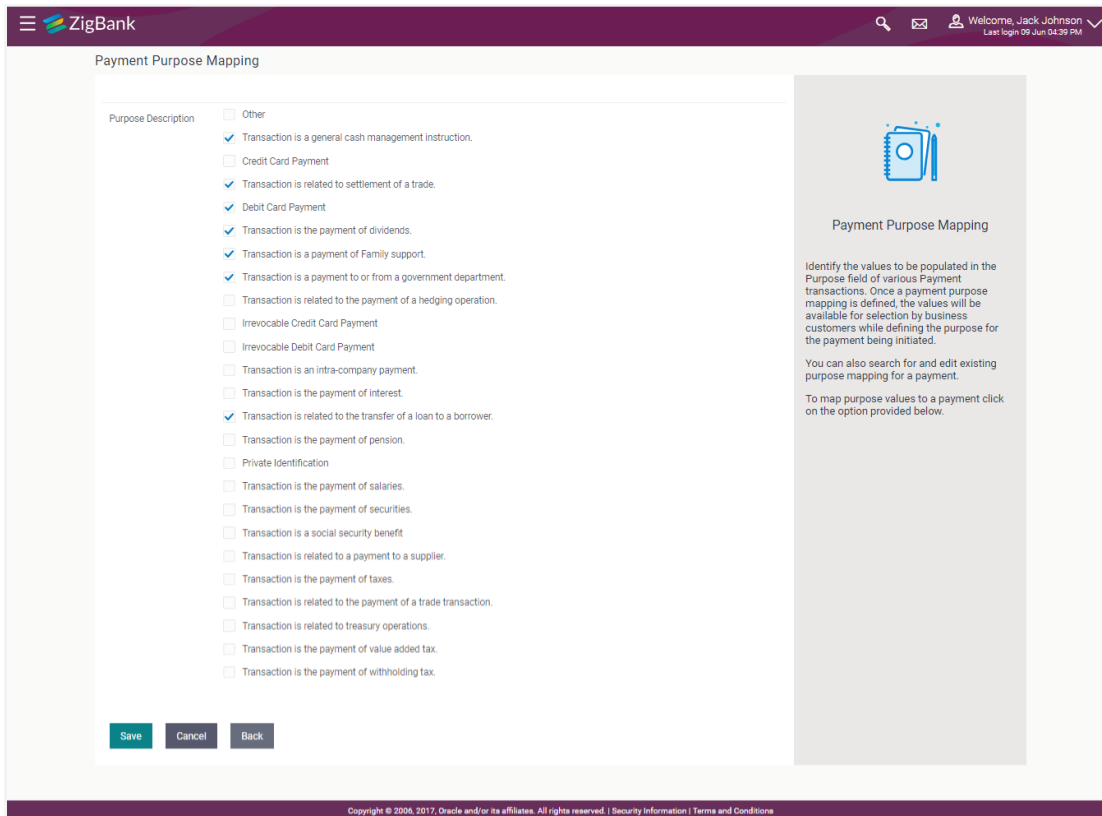 ZigBank
Welcome, Jack Johnson
Last login 09 Jun 04:39 PM
Payment Purpose Mapping
Purpose Description
Other
Transaction is a general cash management instruction.
Credit Card Payment
Transaction is related to settlement of a trade.
Debit Card Payment
Transaction is the payment of dividends.
Transaction is a payment of Family support.
Transaction is a payment to or from a government department.
Transaction is related to the payment of a hedging operation.
Irrevocable Credit Card Payment
Irrevocable Debit Card Payment
Transaction is an intra-company payment.
Transaction is the payment of interest.
Transaction is related to the transfer of a loan to a borrower.
Transaction is the payment of pension.
Private Identification
Transaction is the payment of salaries.
Transaction is the payment of securities.
Transaction is a social security benefit
Transaction is related to a payment to a supplier.
Transaction is the payment of taxes.
Transaction is related to the payment of a trade transaction.
Transaction is related to treasury operations.
Transaction is the payment of value added tax.
Transaction is the payment of withholding tax.
Save Cancel Back
Payment Purpose Mapping
Identify the values to be populated in the
Purpose field of various Payment
transactions. Once a payment purpose
mapping is defined, the values will be
available for selection by business
customers while defining the purpose for
the payment being initiated.
You can also search for and edit existing
purpose mapping for a payment.
To map purpose values to a payment click
on the option provided below.
Copyright © 2006, 2017, Oracle and/or its affiliates. All rights reserved. | Security Information | Terms and Conditions